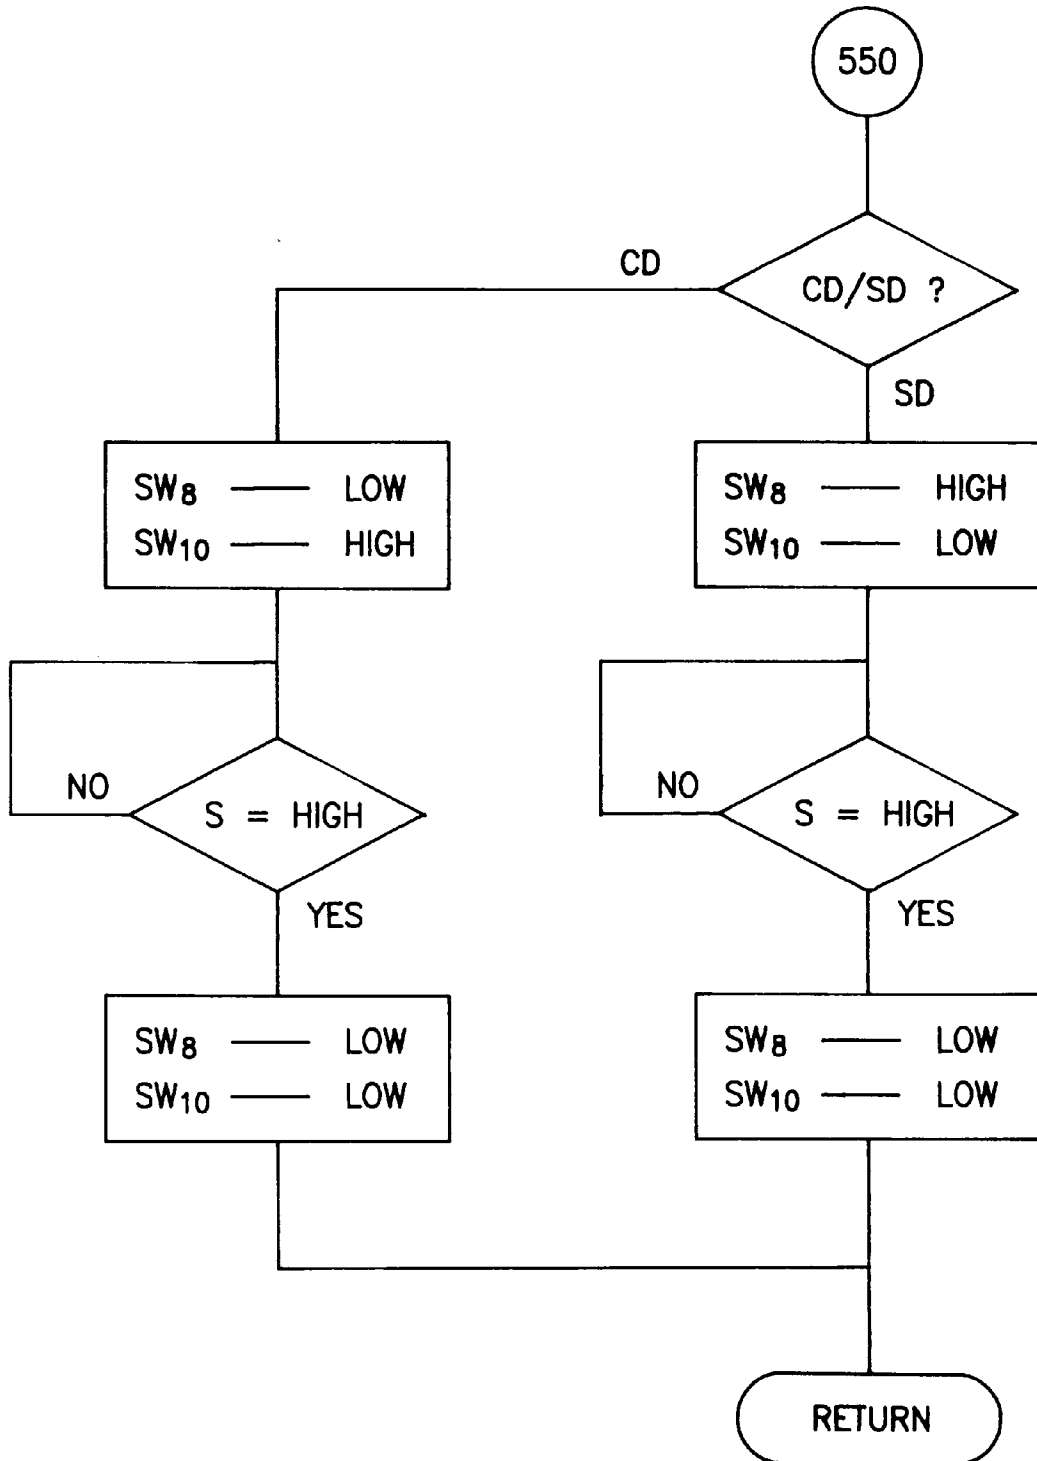 550
CD/SD ?
CD
SD
SW8 —— LOW
SW10 —— HIGH
SW8 —— HIGH
SW10 —— LOW
NO
S = HIGH
YES
NO
S = HIGH
YES
SW8 —— LOW
SW10 —— LOW
SW8 —— LOW
SW10 —— LOW
RETURN